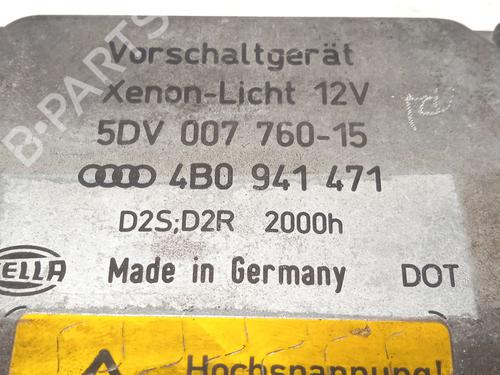 Vorschaltgerät
Xenon-Licht 12V
5DV 007 760-15
4B0 941 471
D2S;D2R 2000h
HELLA Made in Germany DOT
Hochspannung!
B-PARTS